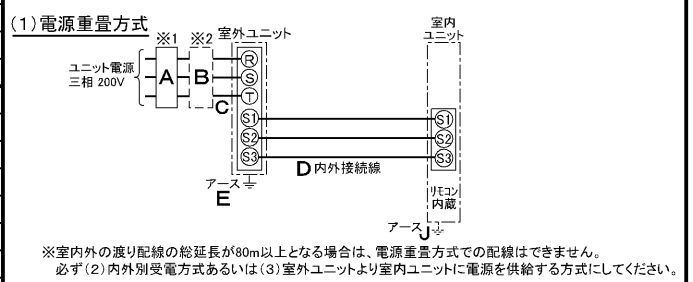 (1)電源重畳方式
※1 ※2 室外ユニット
室内
ユニット
ユニット電源
三相 200V
A
B
C
R
S
T
S1
S2
S3
S1
S2
S3
D 内外接続線
アース
E
リモコン
内蔵
アース J
※室内外の渡り配線の総延長が80m以上となる場合は、電源重畳方式での配線はできません。
必ず(2)内外別受電方式あるいは(3)室外ユニットより室内ユニットに電源を供給する方式にしてください。